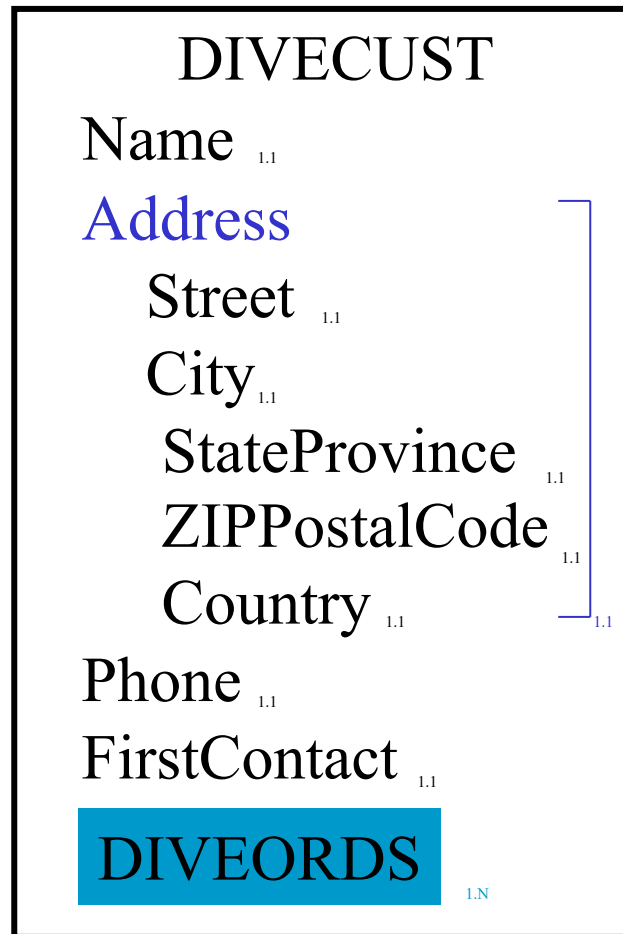 DIVECUST
Name 1.1
Address
Street 1.1
City 1.1
StateProvince 1.1
ZIPPostalCode 1.1
Country 1.1 1.1
Phone 1.1
FirstContact 1.1
DIVEORDS 1.N